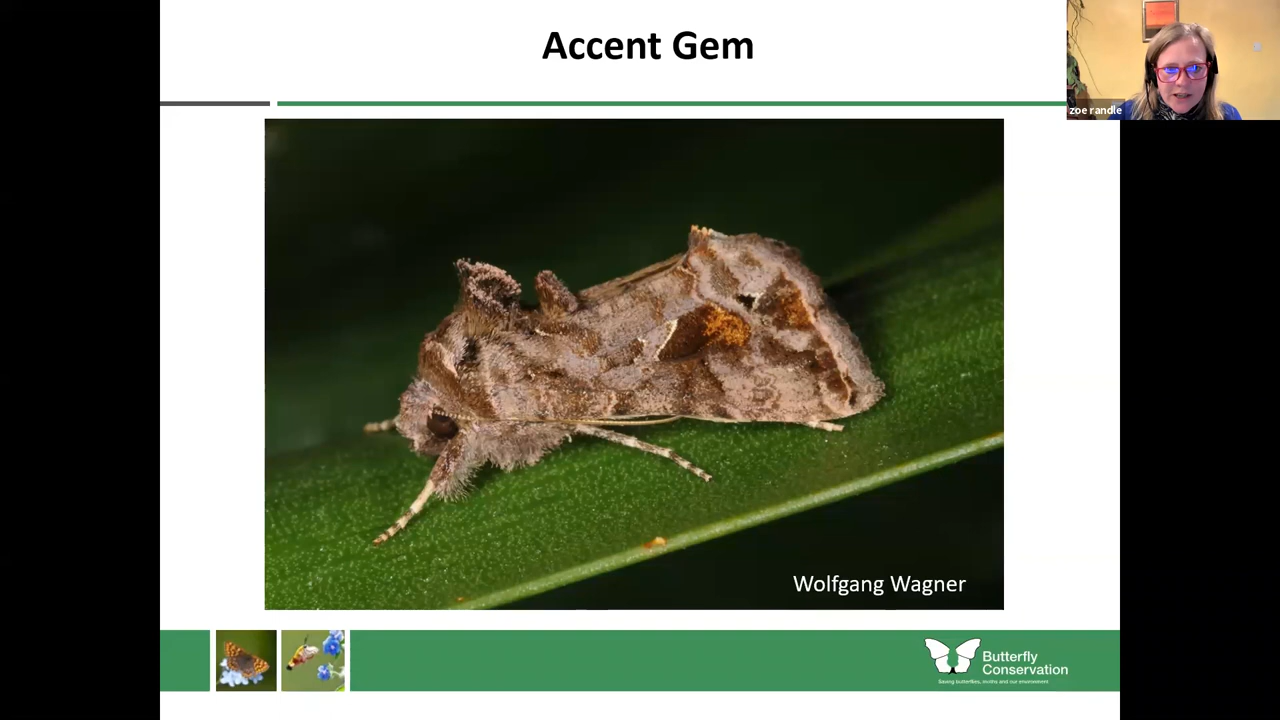 Accent Gem
zoe randle
Wolfgang Wagner
Butterfly
Conservation
Saving butterflies, moths and our environment